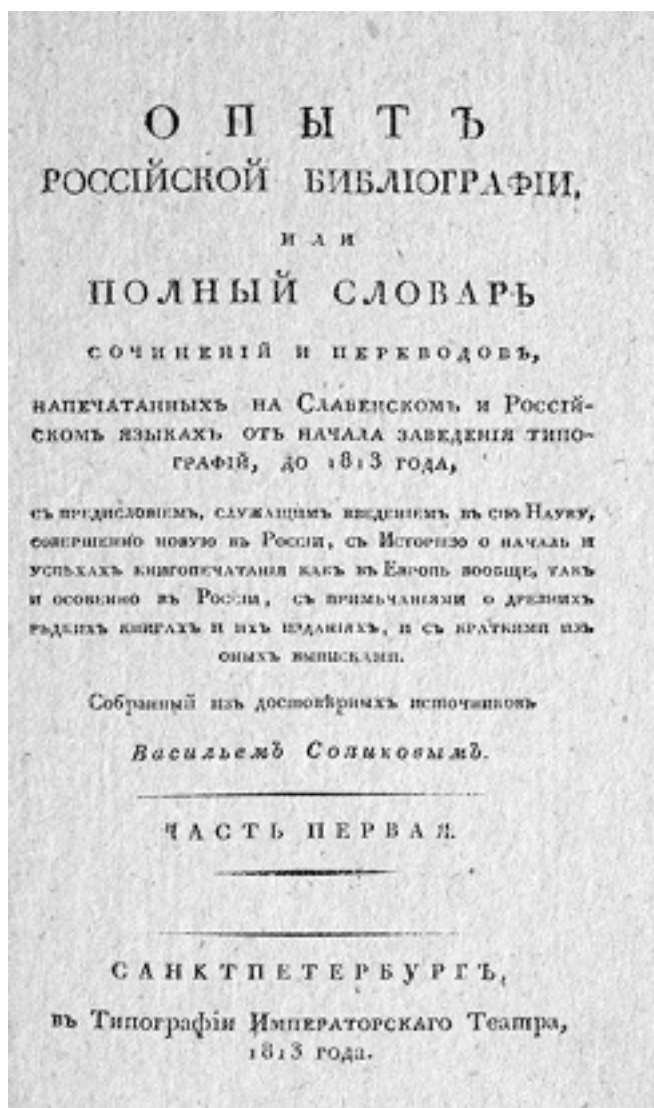 ОПЫТЪ
РОССІЙСКОЙ БИБЛІОГРАФІИ,
ИЛИ
ПОЛНЫЙ СЛОВАРЬ
СОЧИНЕНІЙ И ПЕРЕВОДОВЪ,
НАПЕЧАТАННЫХЪ НА СЛАВЕНСКОМЪ И РОССІЙ-
СКОМЪ ЯЗЫКАХЪ ОТЪ НАЧАЛА ЗАВЕДЕНІЯ ТИПО-
ГРАФІЙ, ДО 1813 ГОДА,
СЪ ПРЕДИСЛОВІЕМЪ, СЛУЖАЩИМЪ ВВЕДЕНІЕМЪ ВЪ СІЮ НАУКУ,
СОВЕРШЕННО НОВУЮ ВЪ РОССІИ, СЪ ИСТОРІЕЮ О НАЧАЛѢ И
УСПѢХАХЪ КНИГОПЕЧАТАНІЯ КАКЪ ВЪ ЕВРОПѢ ВООБЩЕ, ТАКЪ
И ОСОБЕННО ВЪ РОССІИ, СЪ ПРИМѢЧАНІЯМИ О ДРЕВНИХЪ
РѢДКИХЪ КНИГАХЪ И ИХЪ ИЗДАНІЯХЪ, И СЪ КРАТКИМИ ИЗЪ
ОНЫХЪ ВЫПИСКАМИ.
Собранный изъ достовѣрныхъ источниковъ
Васильемъ Сопиковымъ.
ЧАСТЬ ПЕРВАЯ.
САНКТПЕТЕРБУРГЪ,
въ Типографіи ИМПЕРАТОРСКАГО Театра,
1813 года.